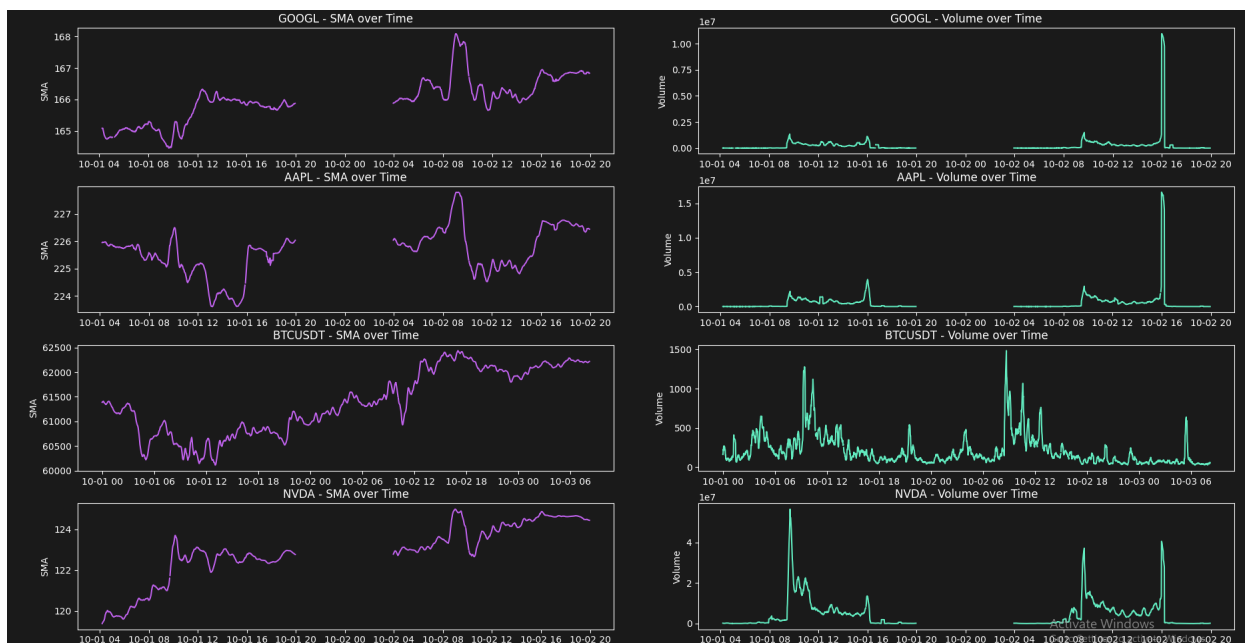 GOOGL - SMA over Time
168
167
166
165
SMA
10-01 04 10-01 08 10-01 12 10-01 16 10-01 20 10-02 00 10-02 04 10-02 08 10-02 12 10-02 16 10-02 20
GOOGL - Volume over Time
1e7
1.00
0.75
0.50
0.25
0.00
Volume
10-01 04 10-01 08 10-01 12 10-01 16 10-01 20 10-02 00 10-02 04 10-02 08 10-02 12 10-02 16 10-02 20
AAPL - SMA over Time
227
226
225
224
SMA
10-01 04 10-01 08 10-01 12 10-01 16 10-01 20 10-02 00 10-02 04 10-02 08 10-02 12 10-02 16 10-02 20
AAPL - Volume over Time
1e7
1.5
1.0
0.5
0.0
Volume
10-01 04 10-01 08 10-01 12 10-01 16 10-01 20 10-02 00 10-02 04 10-02 08 10-02 12 10-02 16 10-02 20
BTCUSDT - SMA over Time
62500
62000
61500
61000
60500
60000
SMA
10-01 00 10-01 06 10-01 12 10-01 18 10-02 00 10-02 06 10-02 12 10-02 18 10-03 00 10-03 06
BTCUSDT - Volume over Time
1500
1000
500
0
Volume
10-01 00 10-01 06 10-01 12 10-01 18 10-02 00 10-02 06 10-02 12 10-02 18 10-03 00 10-03 06
NVDA - SMA over Time
124
122
120
SMA
10-01 04 10-01 08 10-01 12 10-01 16 10-01 20 10-02 00 10-02 04 10-02 08 10-02 12 10-02 16 10-02 20
NVDA - Volume over Time
1e7
4
2
0
Volume
10-01 04 10-01 08 10-01 12 10-01 16 10-01 20 10-02 00 10-02 04 10-02 08 10-02 12 10-02 16 10-02 20
Activate Windows